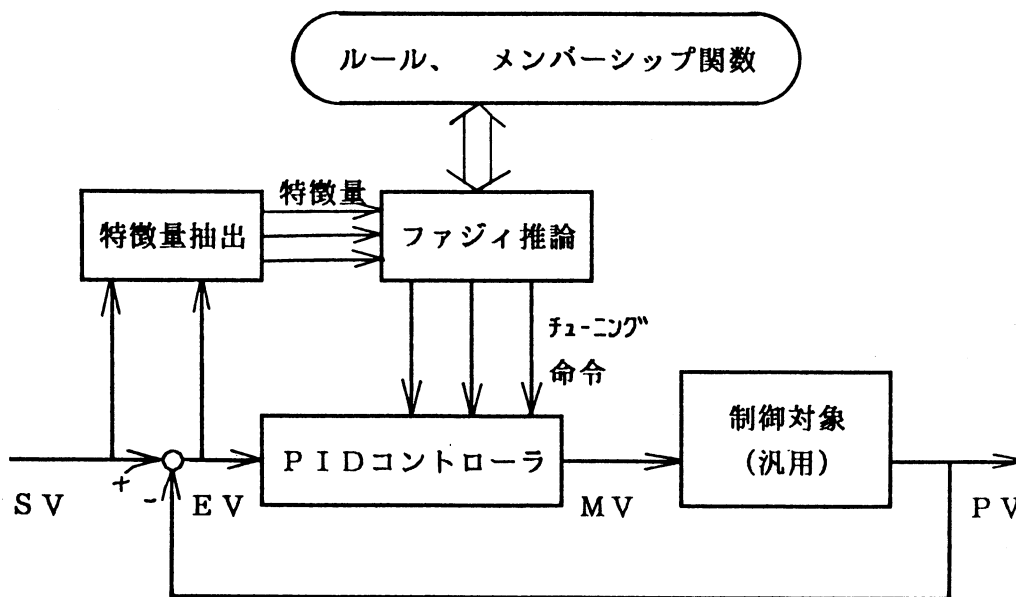 ルール、 メンバーシップ関数
特徴量
特徴量抽出
ファジィ推論
チューニング
命令
PIDコントローラ
制御対象
(汎用)
+
-
SV
EV
MV
PV